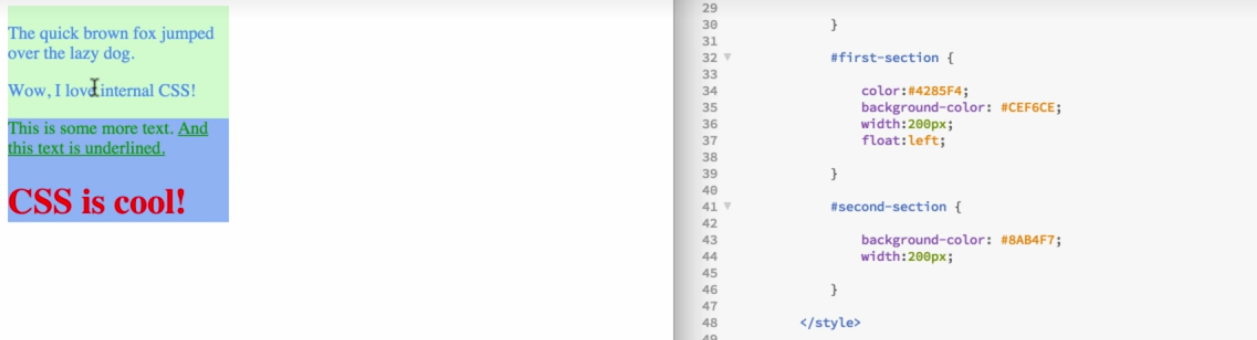 The quick brown fox jumped
over the lazy dog.
Wow, I love internal CSS!
This is some more text. And
this text is underlined.
CSS is cool!
29
30 }
31
32 #first-section {
33
34 color:#4285F4;
35 background-color: #CEF6CE;
36 width:200px;
37 float:left;
38
39 }
40
41 #second-section {
42
43 background-color: #8AB4F7;
44 width:200px;
45
46 }
47
48 </style>
49